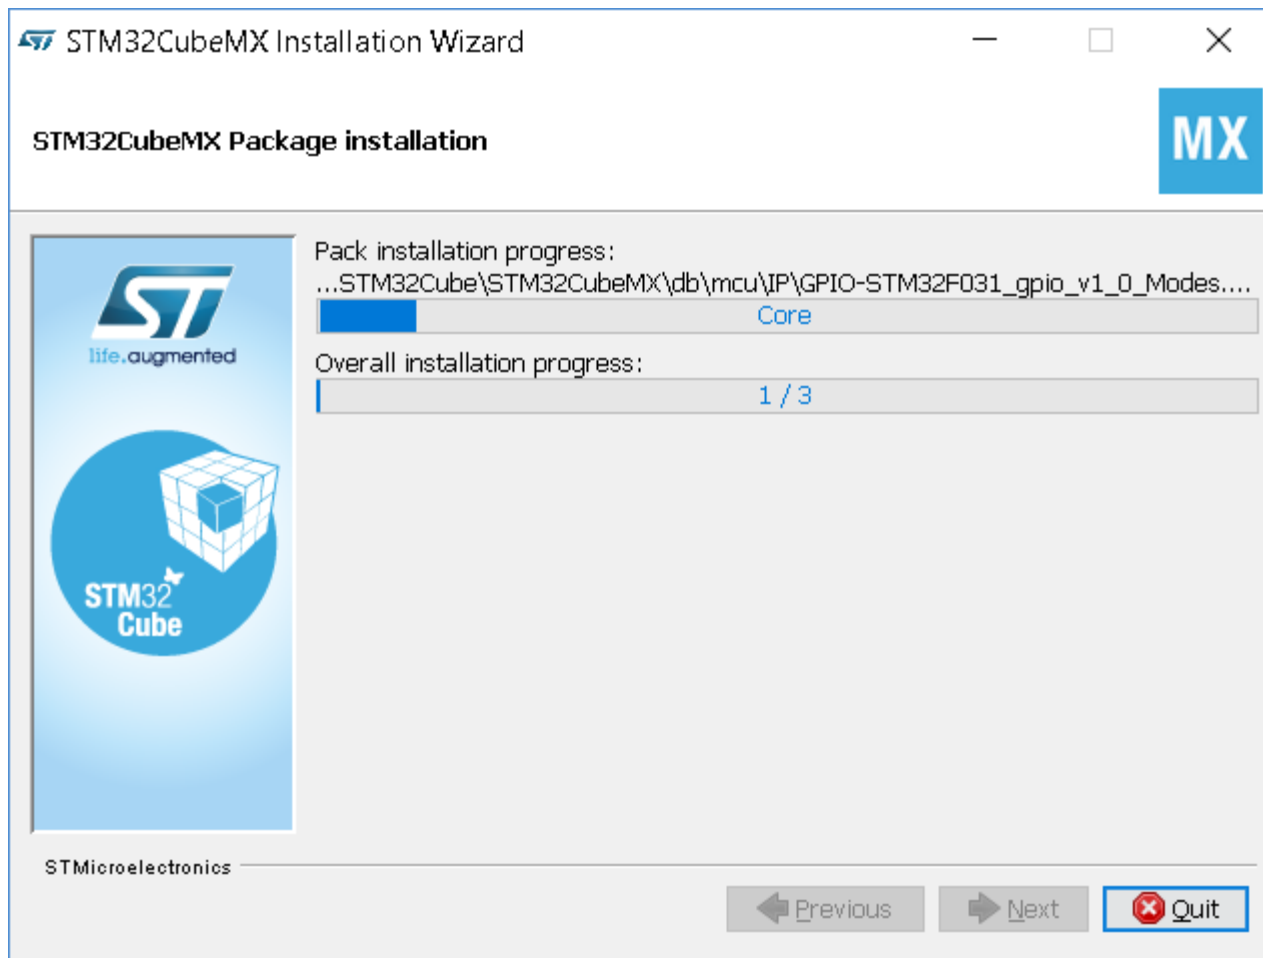 STM32CubeMX Installation Wizard
STM32CubeMX Package installation
MX
Pack installation progress:
...STM32Cube\STM32CubeMX\db\mcu\IP\GPIO-STM32F031_gpio_v1_0_Modes....
Core
Overall installation progress:
1 / 3
ST
life.augmented
STM32
Cube
STMicroelectronics
Previous
Next
Quit